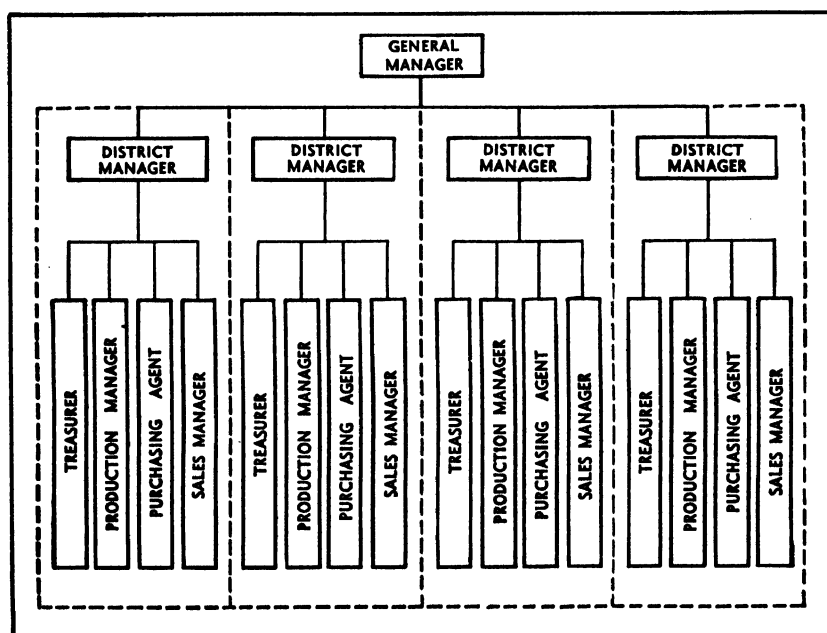 GENERAL
MANAGER
DISTRICT
MANAGER
DISTRICT
MANAGER
DISTRICT
MANAGER
DISTRICT
MANAGER
TREASURER
PRODUCTION MANAGER
PURCHASING AGENT
SALES MANAGER
TREASURER
PRODUCTION MANAGER
PURCHASING AGENT
SALES MANAGER
TREASURER
PRODUCTION MANAGER
PURCHASING AGENT
SALES MANAGER
TREASURER
PRODUCTION MANAGER
PURCHASING AGENT
SALES MANAGER